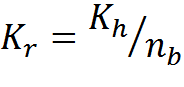 K_r = K_h/n_b